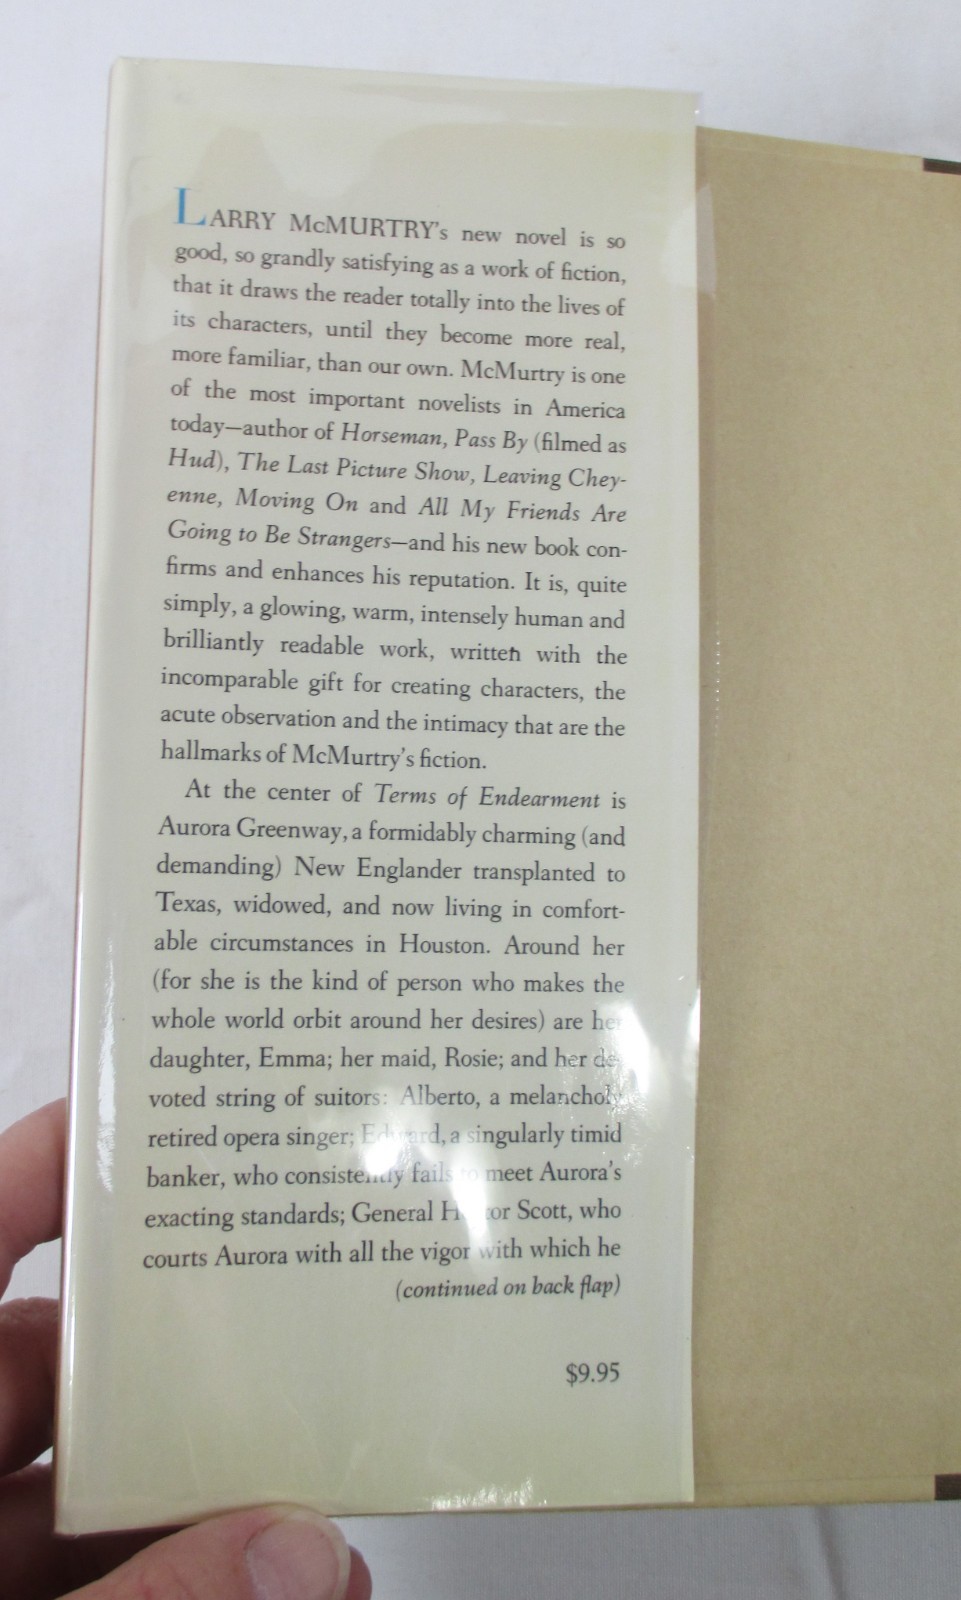 LARRY McMURTRY's new novel is so
good, so grandly satisfying as a work of fiction,
that it draws the reader totally into the lives of
its characters, until they become more real,
more familiar, than our own. McMurtry is one
of the most important novelists in America
today—author of Horseman, Pass By (filmed as
Hud), The Last Picture Show, Leaving Chey-
enne, Moving On and All My Friends Are
Going to Be Strangers—and his new book con-
firms and enhances his reputation. It is, quite
simply, a glowing, warm, intensely human and
brilliantly readable work, written with the
incomparable gift for creating characters, the
acute observation and the intimacy that are the
hallmarks of McMurtry's fiction.
At the center of Terms of Endearment is
Aurora Greenway, a formidably charming (and
demanding) New Englander transplanted to
Texas, widowed, and now living in comfort-
able circumstances in Houston. Around her
(for she is the kind of person who makes the
whole world orbit around her desires) are her
daughter, Emma; her maid, Rosie; and her de-
voted string of suitors: Alberto, a melancholy
retired opera singer; Edward, a singularly timid
banker, who consistently fails to meet Aurora's
exacting standards; General Scott, who
courts Aurora with all the vigor with which he
(continued on back flap)
$9.95